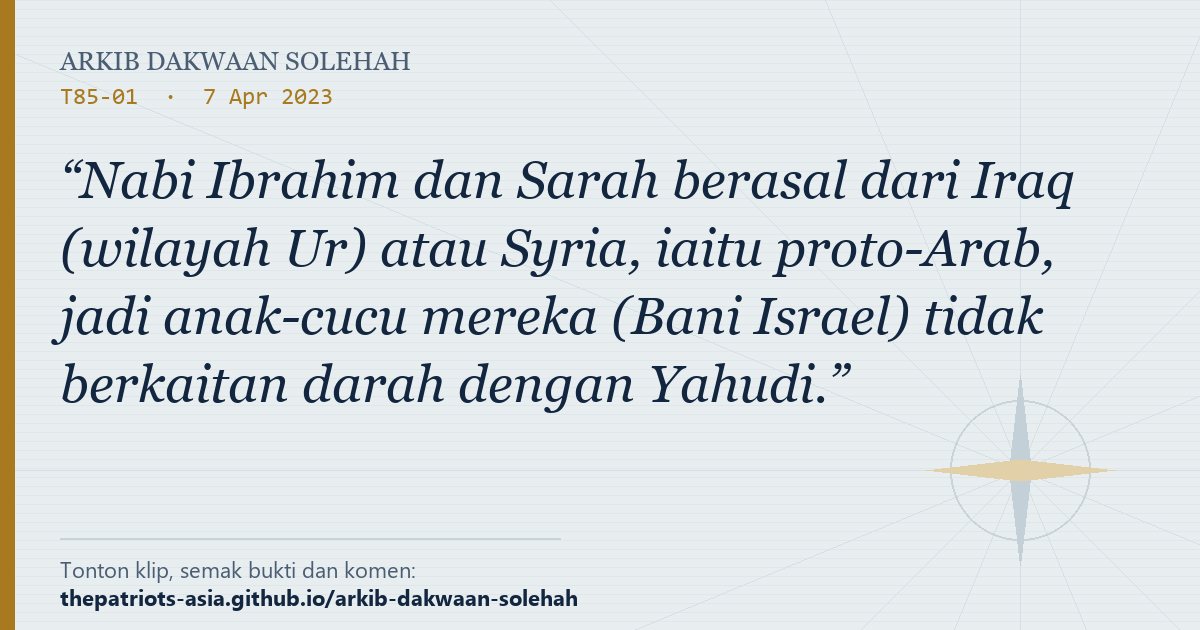 ARKIB DAKWAAN SOLEHAH
T85-01 · 7 Apr 2023
“Nabi Ibrahim dan Sarah berasal dari Iraq
(wilayah Ur) atau Syria, iaitu proto-Arab,
jadi anak-cucu mereka (Bani Israel) tidak
berkaitan darah dengan Yahudi.”
Tonton klip, semak bukti dan komen:
thepatriots-asia.github.io/arkib-dakwaan-solehah